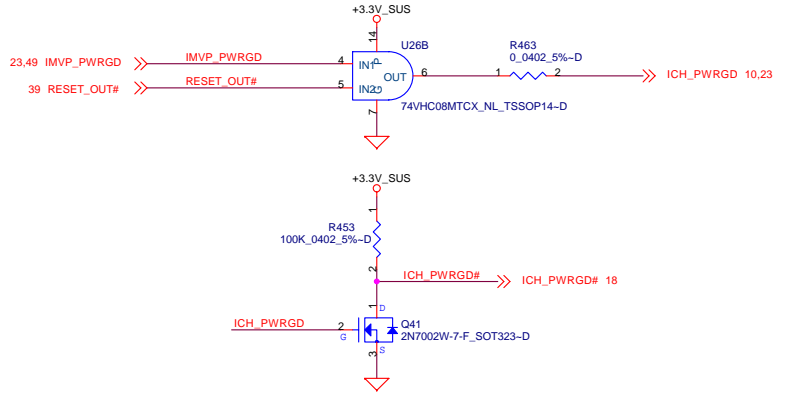 +3.3V_SUS
14
U26B
R463
0_0402_5%~D
23,49 IMVP_PWRGD
IMVP_PWRGD
4
IN1
P
OUT
6
1
2
ICH_PWRGD 10,23
39 RESET_OUT#
RESET_OUT#
5
IN2
G
7
74VHC08MTCX_NL_TSSOP14~D
+3.3V_SUS
1
R453
100K_0402_5%~D
2
ICH_PWRGD#
ICH_PWRGD# 18
1
D
ICH_PWRGD
2
G
Q41
2N7002W-7-F_SOT323~D
3
S